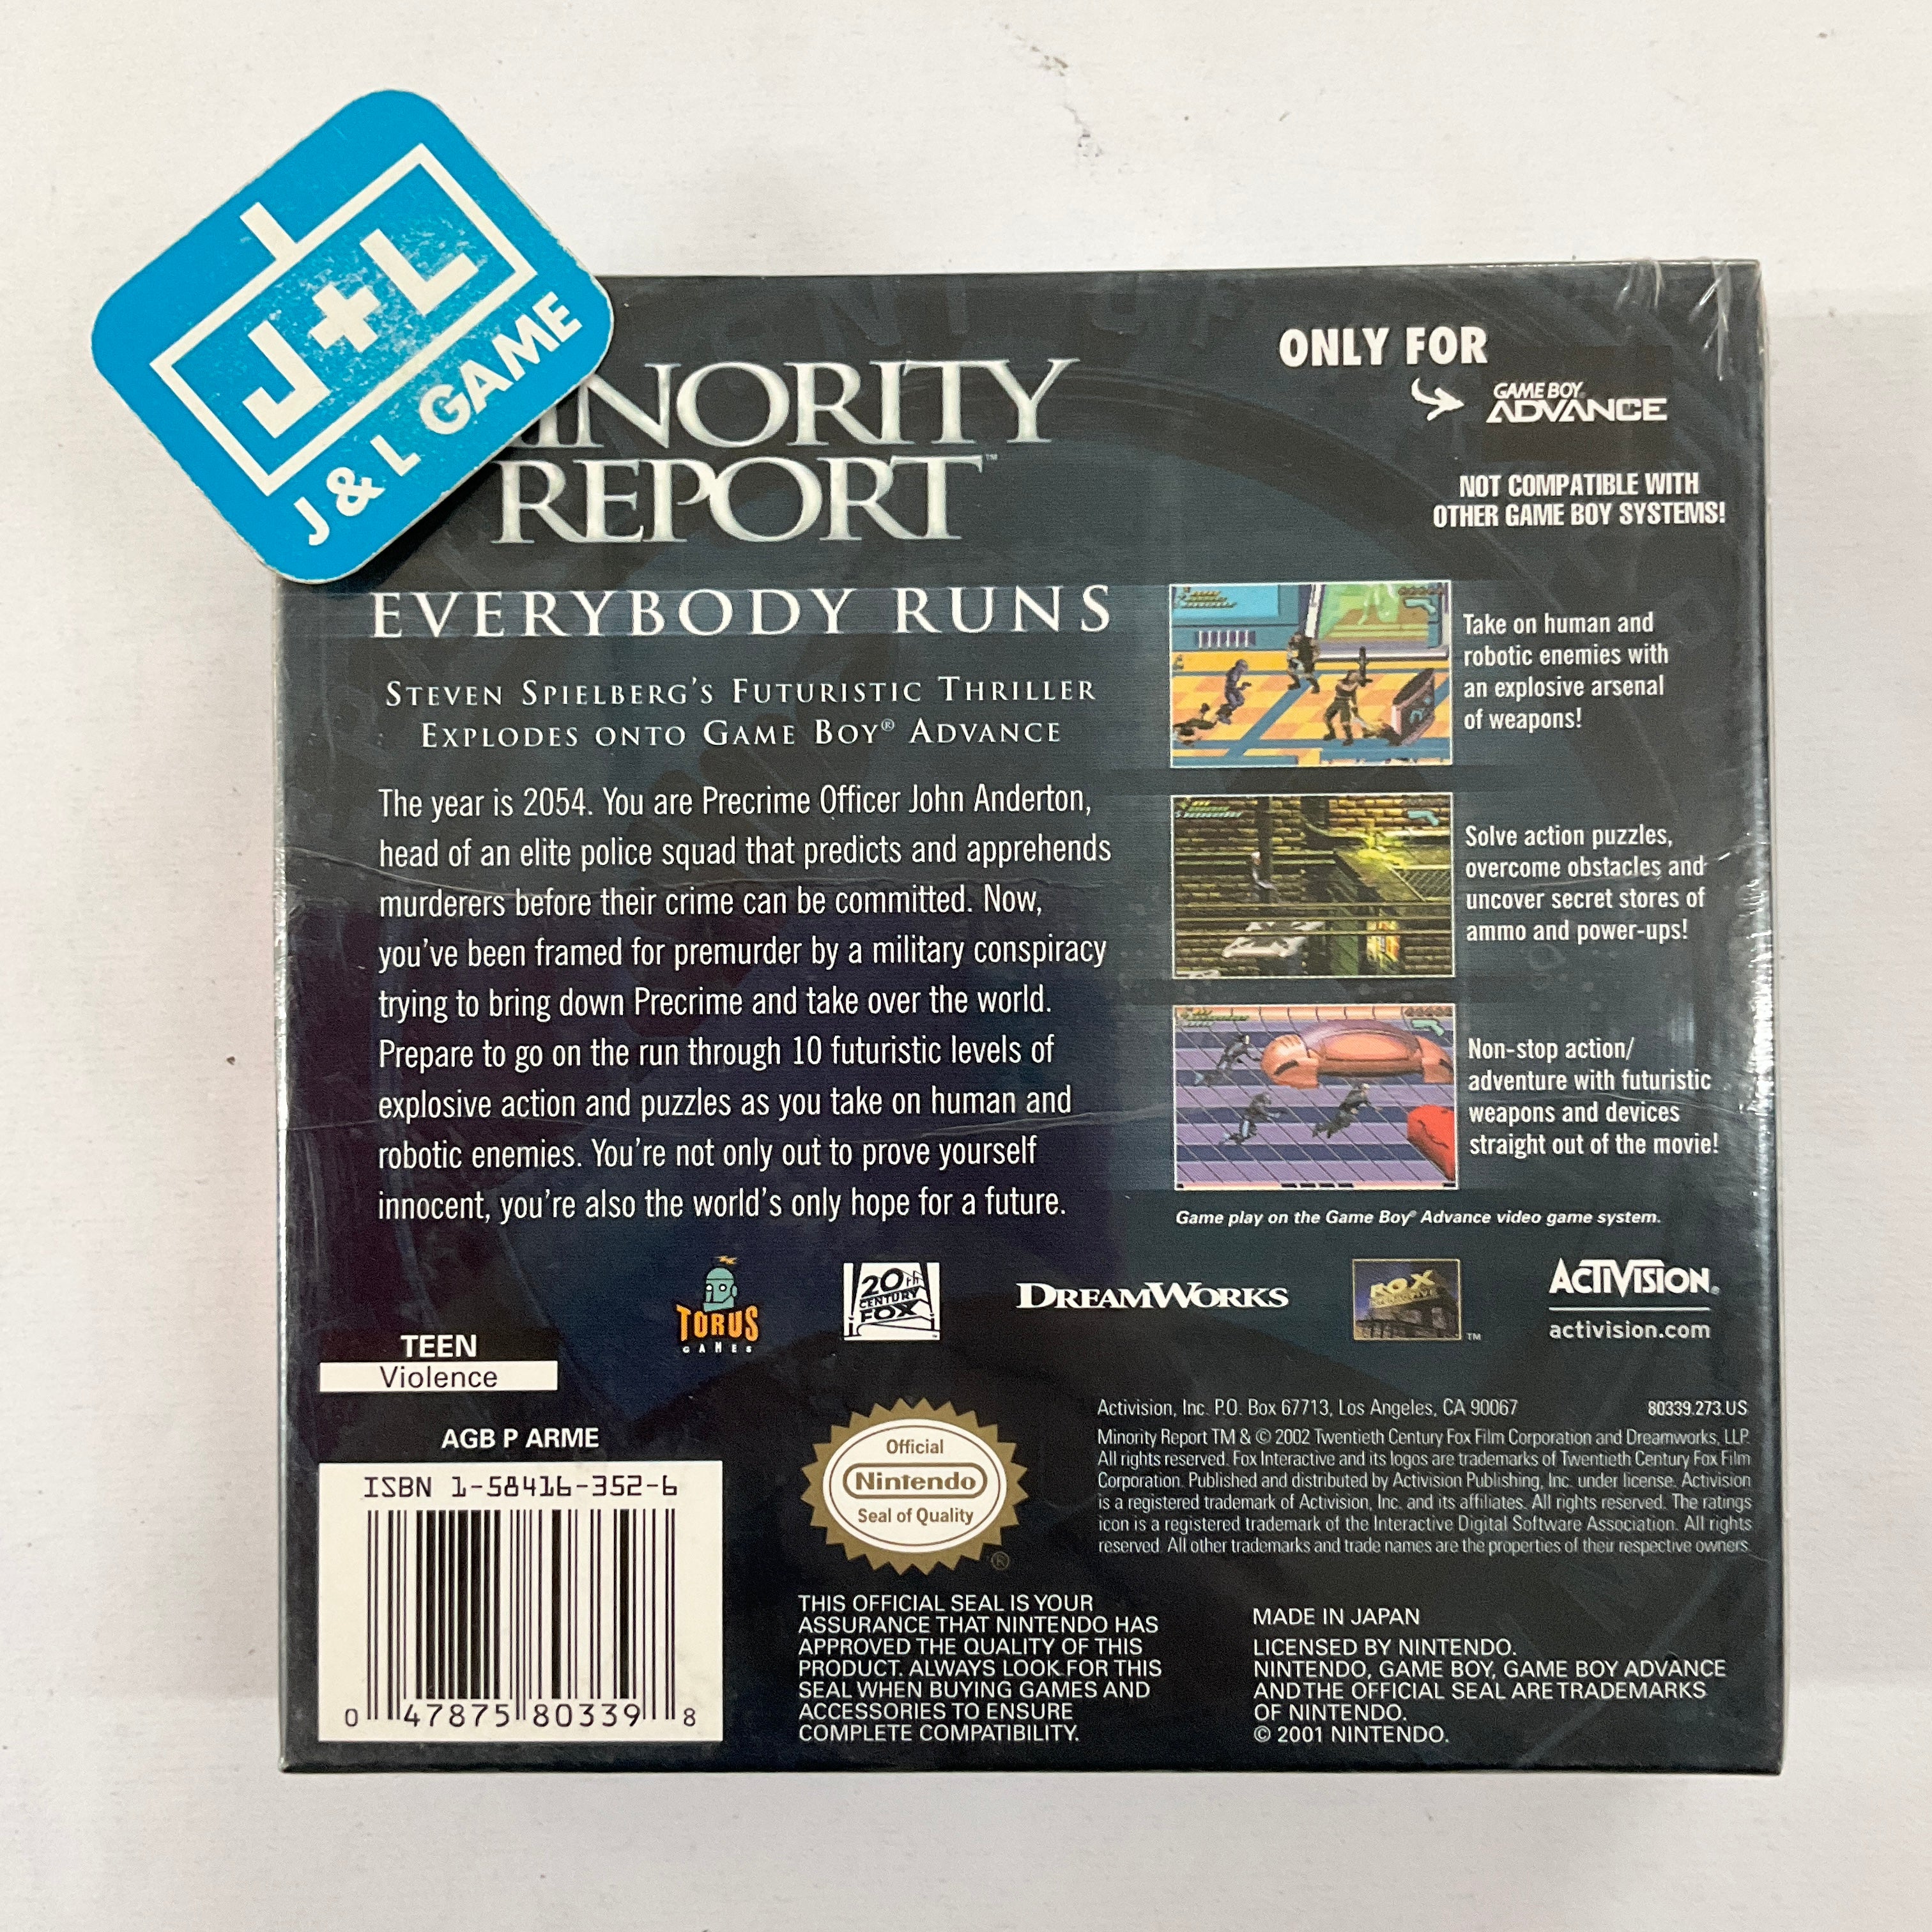 J+L
J & L GAME
MINORITY
REPORT™
EVERYBODY RUNS
STEVEN SPIELBERG'S FUTURISTIC THRILLER
EXPLODES ONTO GAME BOY® ADVANCE
The year is 2054. You are Precrime Officer John Anderton,
head of an elite police squad that predicts and apprehends
murderers before their crime can be committed. Now,
you've been framed for premurder by a military conspiracy
trying to bring down Precrime and take over the world.
Prepare to go on the run through 10 futuristic levels of
explosive action and puzzles as you take on human and
robotic enemies. You're not only out to prove yourself
innocent, you're also the world's only hope for a future.
ONLY FOR
GAME BOY
ADVANCE
NOT COMPATIBLE WITH
OTHER GAME BOY SYSTEMS!
Take on human and
robotic enemies with
an explosive arsenal
of weapons!
Solve action puzzles,
overcome obstacles and
uncover secret stores of
ammo and power-ups!
Non-stop action/
adventure with futuristic
weapons and devices
straight out of the movie!
Game play on the Game Boy® Advance video game system.
TORUS
GAMES
20th
CENTURY
FOX
DREAMWORKS
FOX
INTERACTIVE
™
ACTIVISION®
activision.com
TEEN
Violence
AGB P ARME
ISBN 1-58416-352-6
0 47875 80339 8
Official
Nintendo
Seal of Quality
®
THIS OFFICIAL SEAL IS YOUR
ASSURANCE THAT NINTENDO HAS
APPROVED THE QUALITY OF THIS
PRODUCT. ALWAYS LOOK FOR THIS
SEAL WHEN BUYING GAMES AND
ACCESSORIES TO ENSURE
COMPLETE COMPATIBILITY.
Activision, Inc. P.O. Box 67713, Los Angeles, CA 90067 80339.273.US
Minority Report TM & © 2002 Twentieth Century Fox Film Corporation and Dreamworks, LLP.
All rights reserved. Fox Interactive and its logos are trademarks of Twentieth Century Fox Film
Corporation. Published and distributed by Activision Publishing, Inc. under license. Activision
is a registered trademark of Activision, Inc. and its affiliates. All rights reserved. The ratings
icon is a registered trademark of the Interactive Digital Software Association. All rights
reserved. All other trademarks and trade names are the properties of their respective owners.
MADE IN JAPAN
LICENSED BY NINTENDO.
NINTENDO, GAME BOY, GAME BOY ADVANCE
AND THE OFFICIAL SEAL ARE TRADEMARKS
OF NINTENDO.
© 2001 NINTENDO.